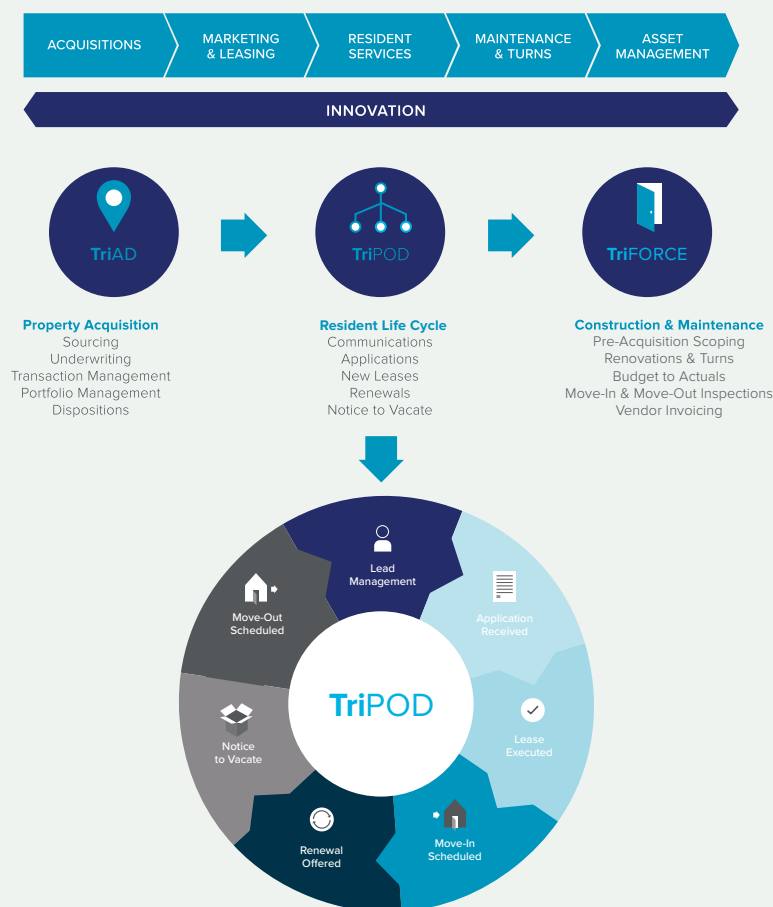 ACQUISITIONS
MARKETING
& LEASING
RESIDENT
SERVICES
MAINTENANCE
& TURNS
ASSET
MANAGEMENT
INNOVATION
TriAD
TriPOD
TriFORCE
Property Acquisition
Sourcing
Underwriting
Transaction Management
Portfolio Management
Dispositions
Resident Life Cycle
Communications
Applications
New Leases
Renewals
Notice to Vacate
Construction & Maintenance
Pre-Acquisition Scoping
Renovations & Turns
Budget to Actuals
Move-In & Move-Out Inspections
Vendor Invoicing
Lead
Management
Application
Received
Lease
Executed
Move-In
Scheduled
Renewal
Offered
Notice
to Vacate
Move-Out
Scheduled
TriPOD